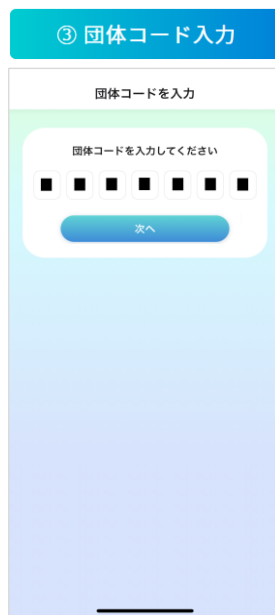 ③ 団体コード入力
団体コードを入力
団体コードを入力してください
■ ■ ■ ■ ■ ■ ■
次へ